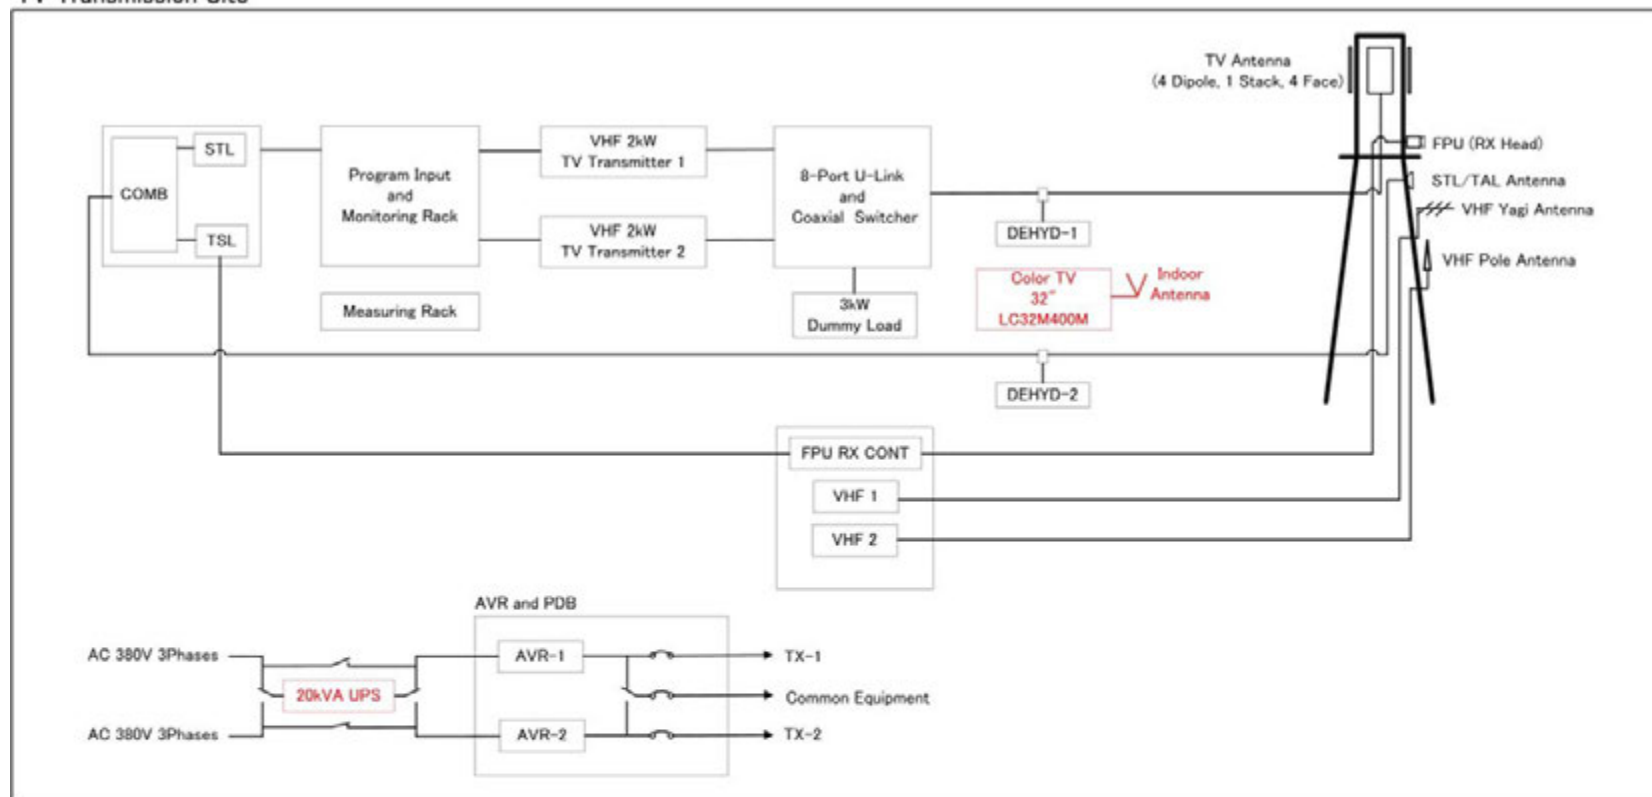 TV Transmission Site
TV Antenna
(4 Dipole, 1 Stack, 4 Face)
FPU (RX Head)
STL/TAL Antenna
VHF Yagi Antenna
VHF Pole Antenna
COMB
STL
TSL
Program Input
and
Monitoring Rack
Measuring Rack
VHF 2kW
TV Transmitter 1
VHF 2kW
TV Transmitter 2
8-Port U-Link
and
Coaxial Switcher
3kW
Dummy Load
DEHYD-1
Color TV
32"
LC32M400M
Indoor
Antenna
DEHYD-2
FPU RX CONT
VHF 1
VHF 2
AVR and PDB
AC 380V 3Phases
20kVA UPS
AC 380V 3Phases
AVR-1
AVR-2
TX-1
Common Equipment
TX-2